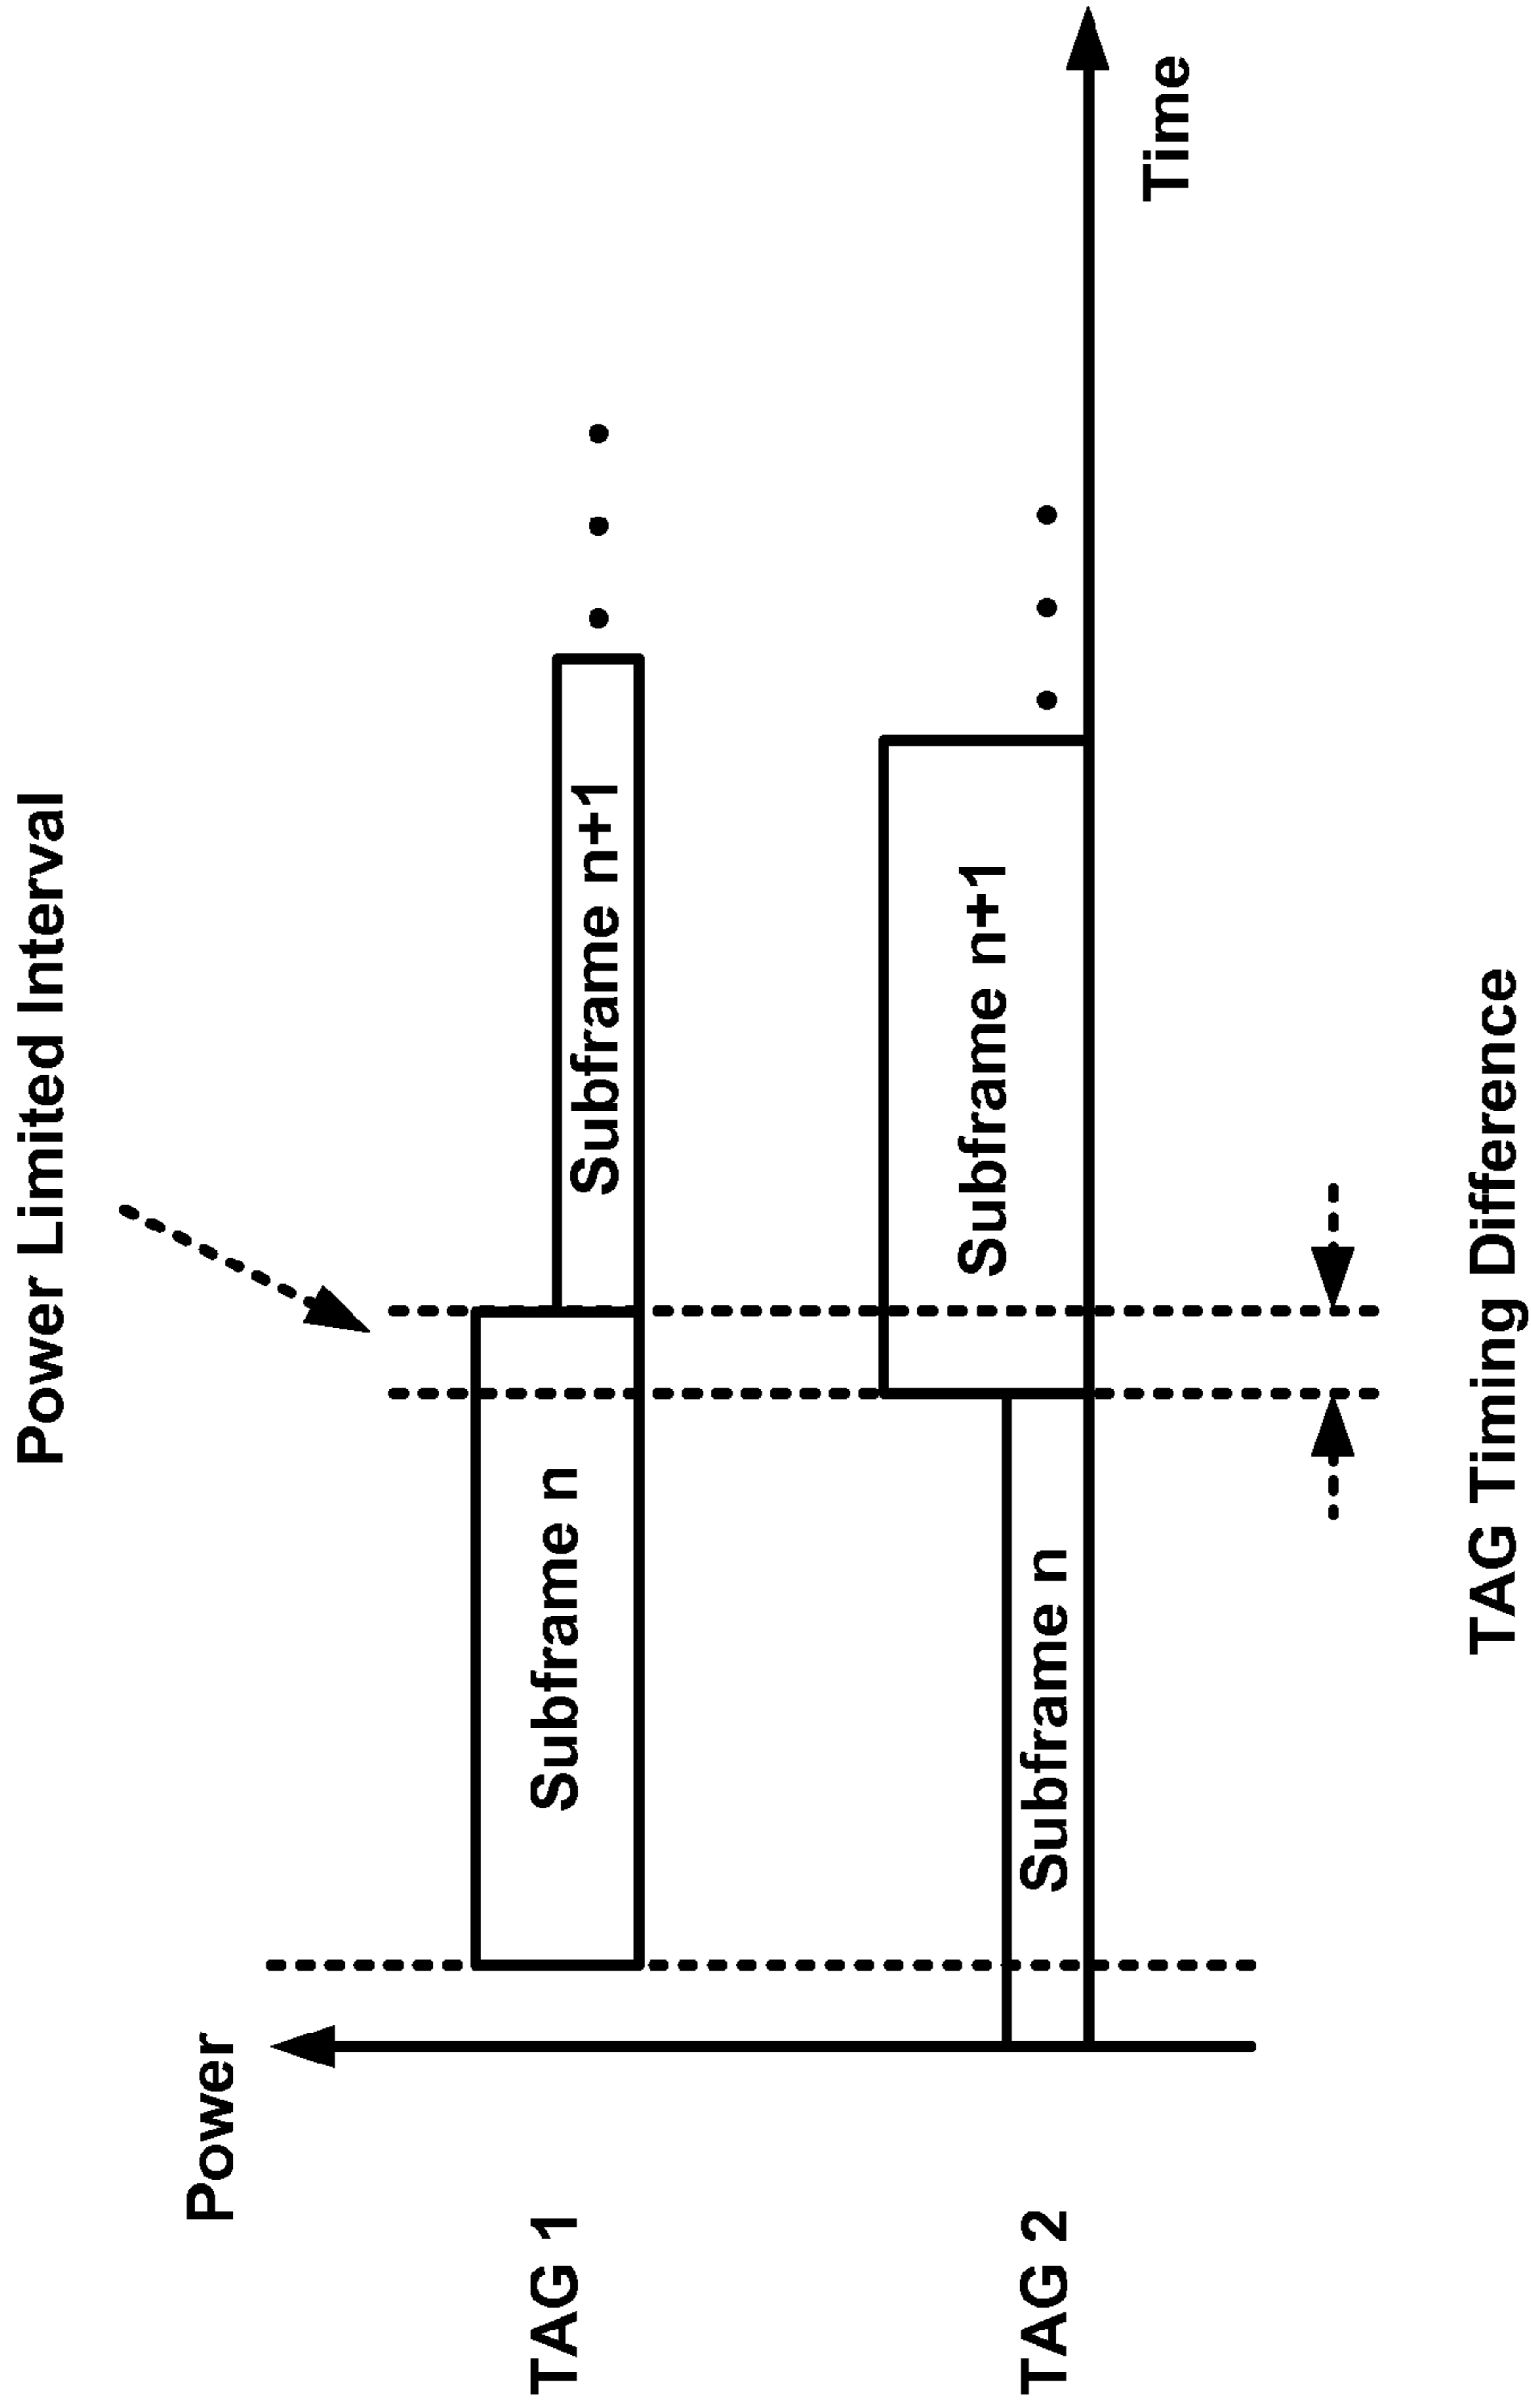 Power Limited Interval
Power
TAG 1
Subframe n
Subframe n+1
TAG 2
Subframe n
Subframe n+1
Time
TAG Timing Difference